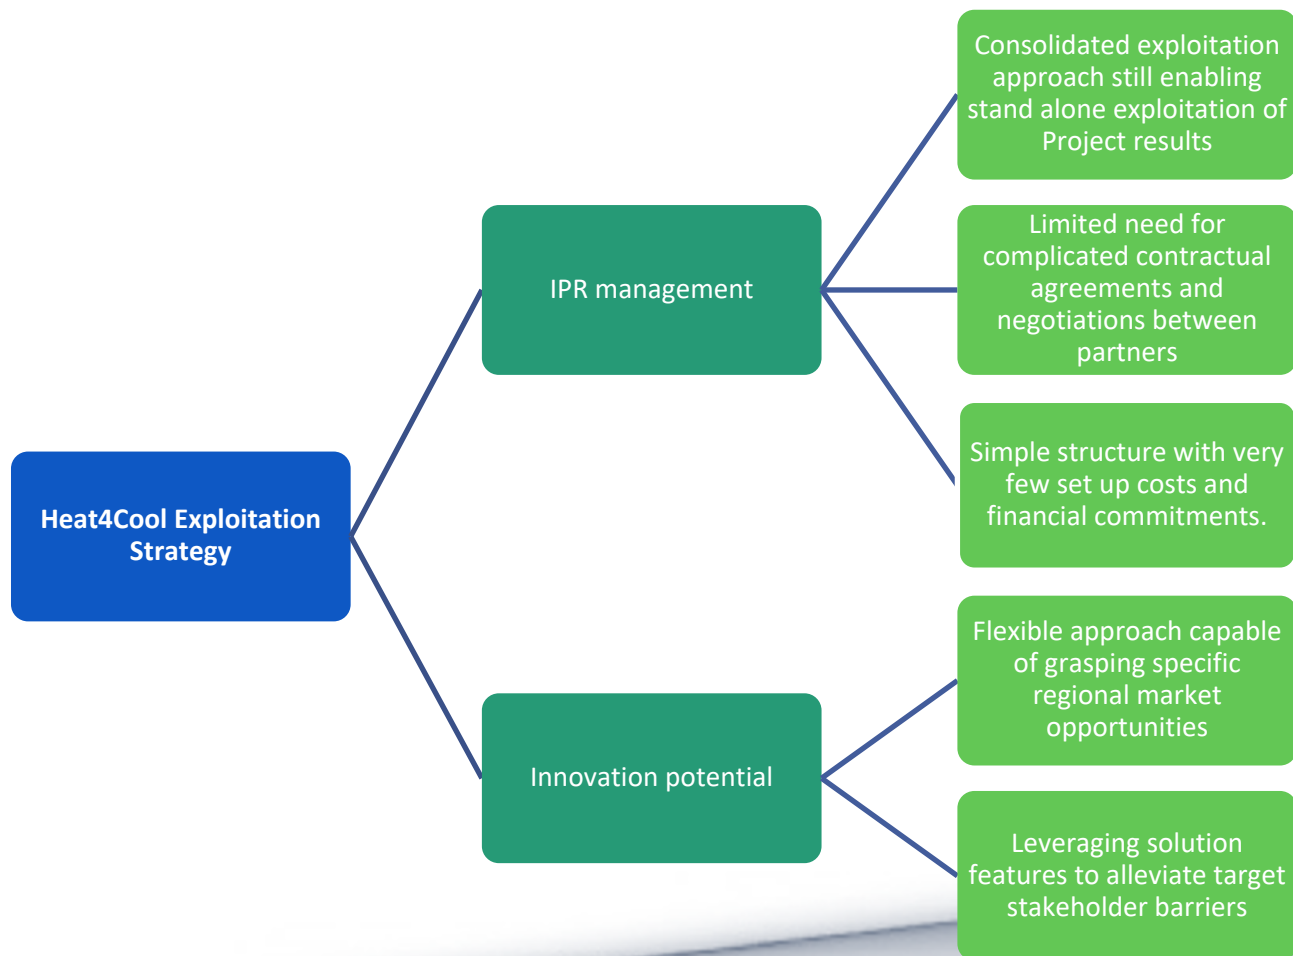 Consolidated exploitation
approach still enabling
stand alone exploitation of
Project results
Limited need for
complicated contractual
agreements and
negotiations between
partners
IPR management
Simple structure with very
few set up costs and
financial commitments.
Heat4Cool Exploitation
Strategy
Flexible approach capable
of grasping specific
regional market
opportunities
Innovation potential
Leveraging solution
features to alleviate target
stakeholder barriers